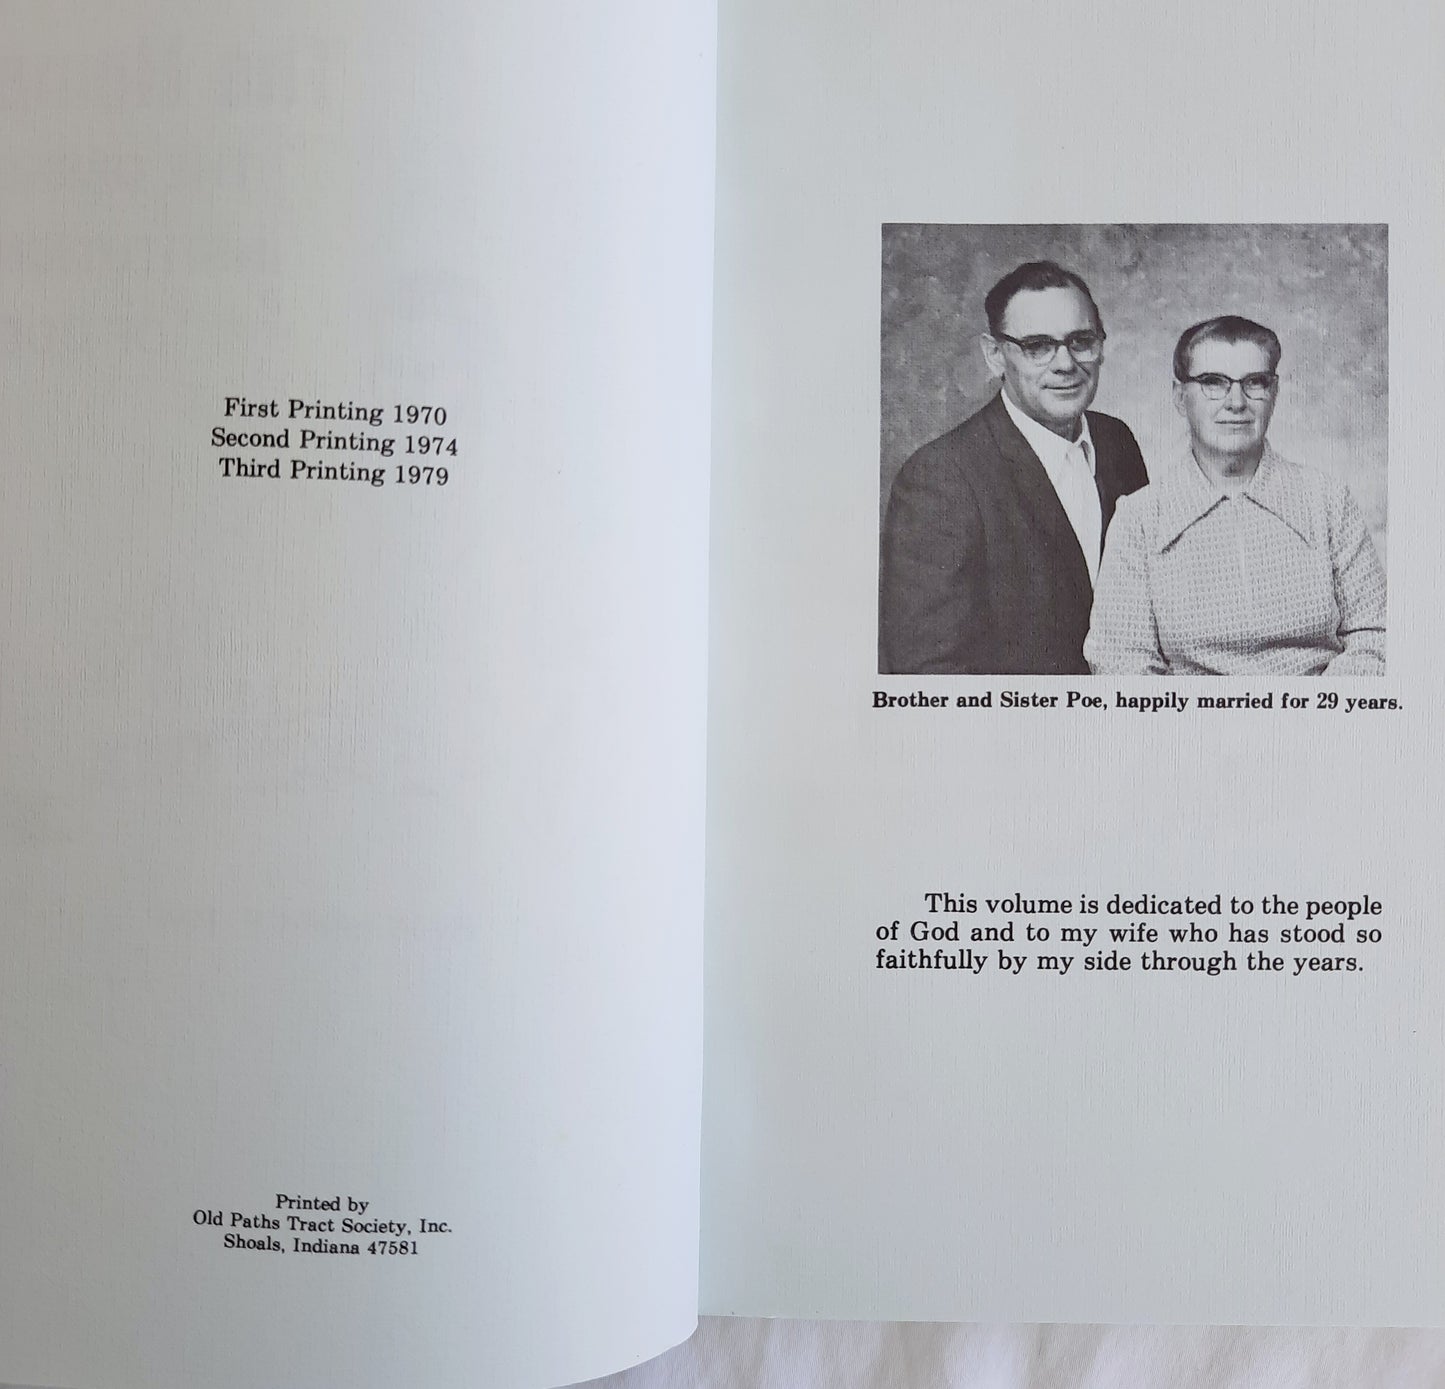 First Printing 1970
Second Printing 1974
Third Printing 1979
Printed by
Old Paths Tract Society, Inc.
Shoals, Indiana 47581
Brother and Sister Poe, happily married for 29 years.
This volume is dedicated to the people
of God and to my wife who has stood so
faithfully by my side through the years.